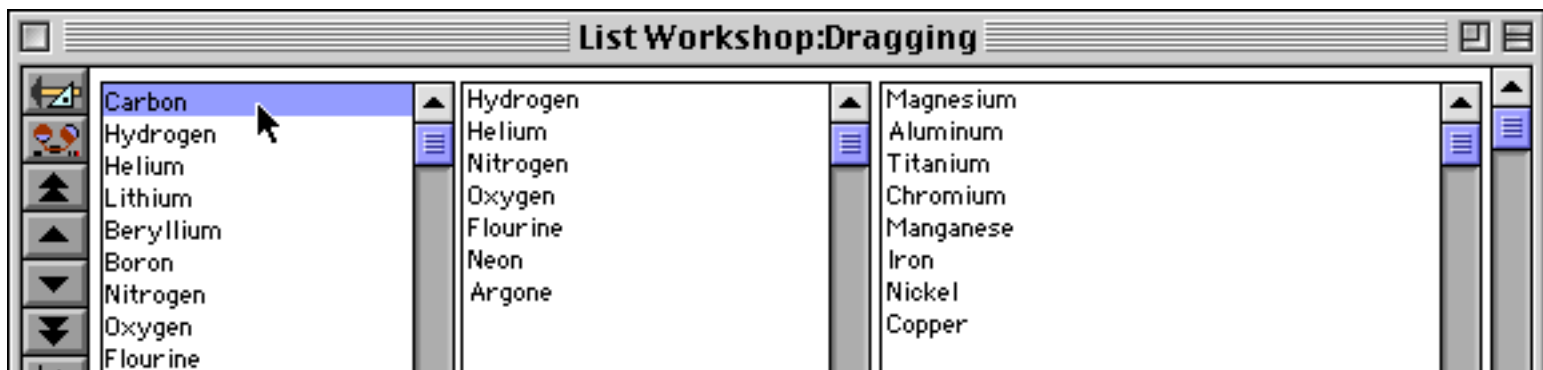 List Workshop:Dragging
Carbon
Hydrogen
Helium
Lithium
Beryllium
Boron
Nitrogen
Oxygen
Flourine
Hydrogen
Helium
Nitrogen
Oxygen
Flourine
Neon
Argone
Magnesium
Aluminum
Titanium
Chromium
Manganese
Iron
Nickel
Copper